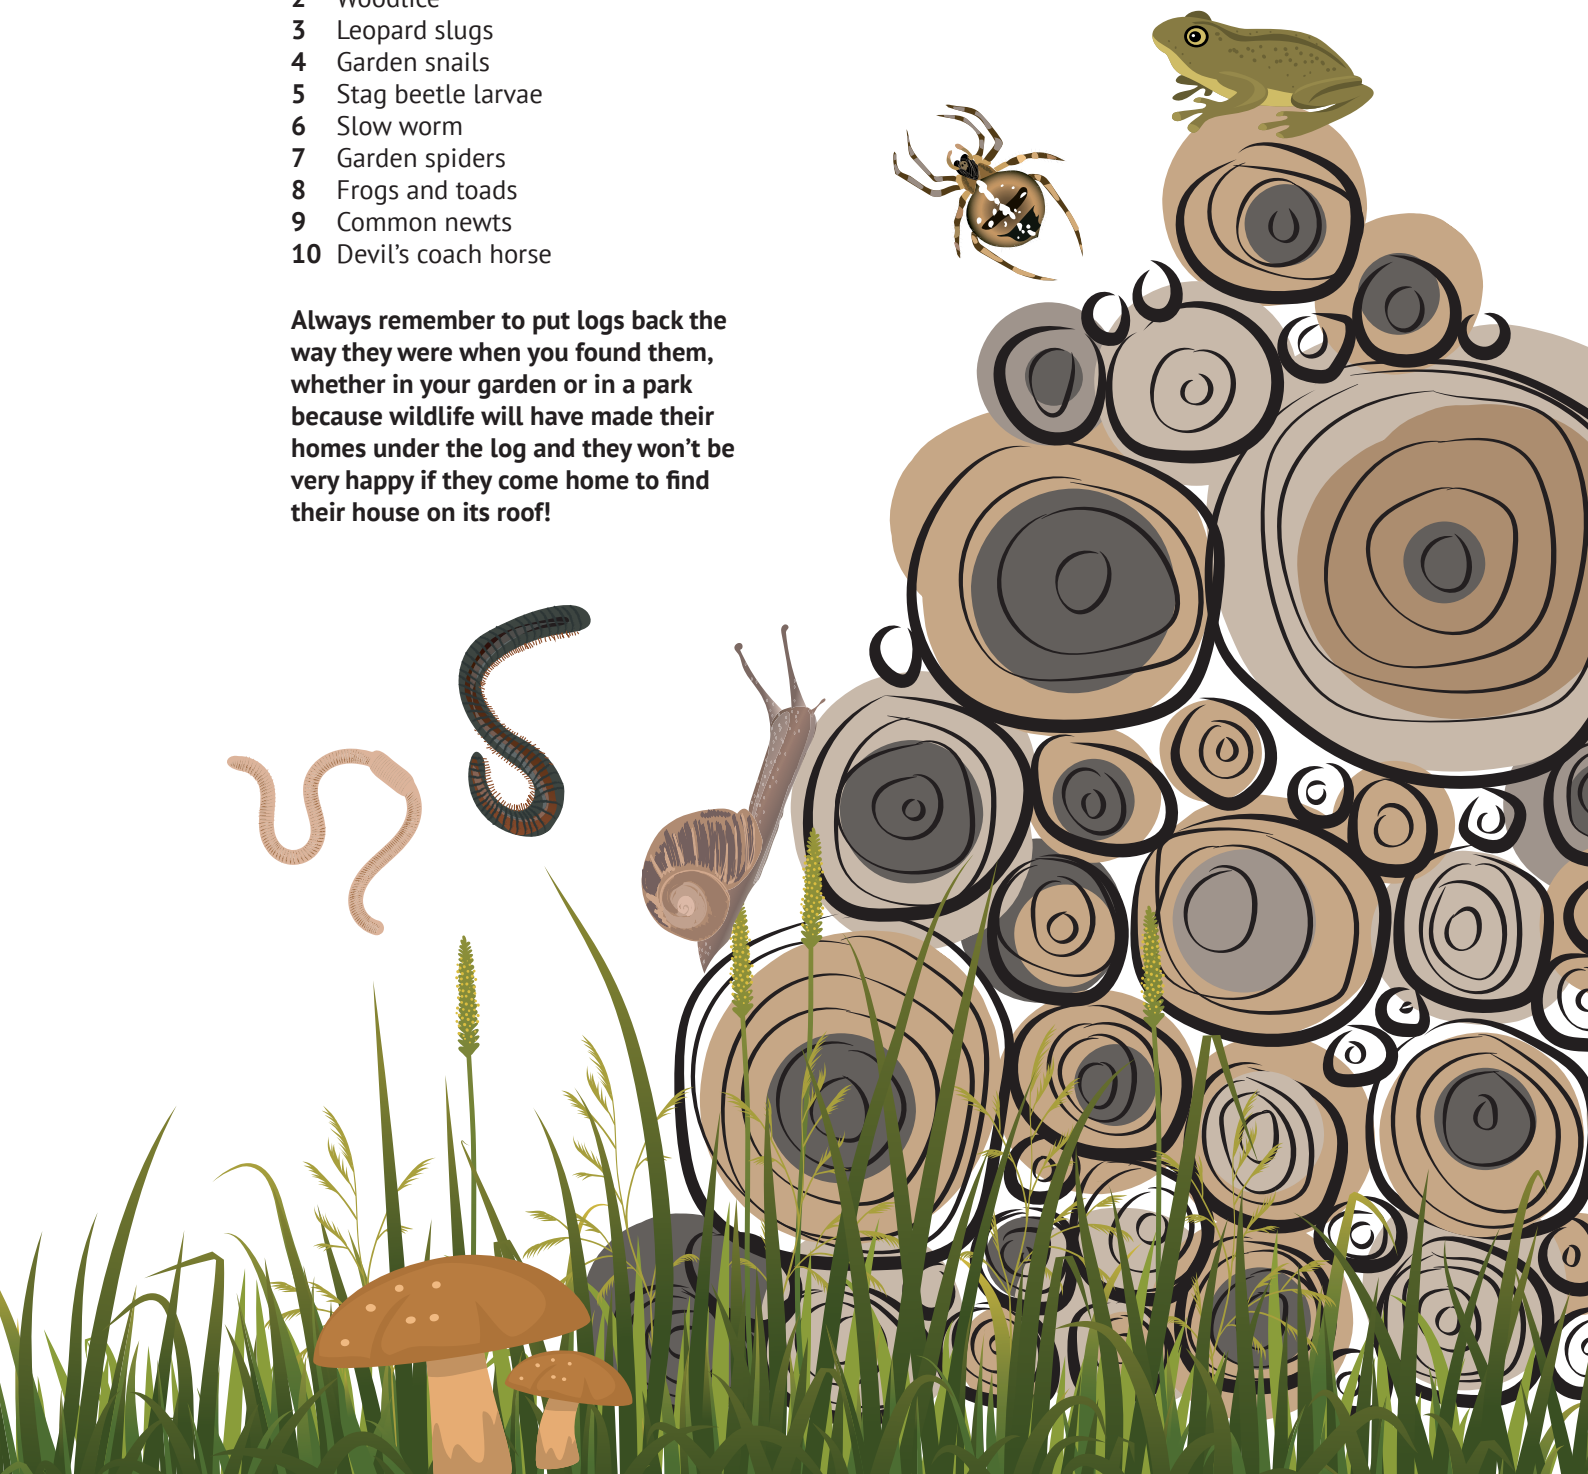 2 Woodlice
3 Leopard slugs
4 Garden snails
5 Stag beetle larvae
6 Slow worm
7 Garden spiders
8 Frogs and toads
9 Common newts
10 Devil’s coach horse
Always remember to put logs back the
way they were when you found them,
whether in your garden or in a park
because wildlife will have made their
homes under the log and they won’t be
very happy if they come home to find
their house on its roof!